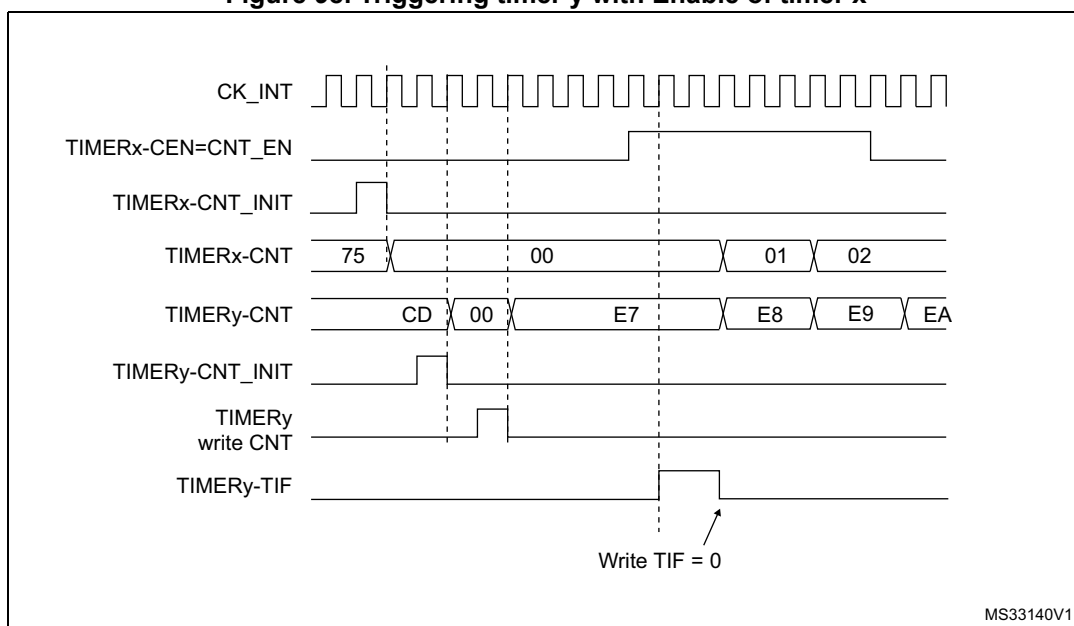 CK_INT
TIMERx-CEN=CNT_EN
TIMERx-CNT_INIT
TIMERx-CNT 75 00 01 02
TIMERy-CNT CD 00 E7 E8 E9 EA
TIMERy-CNT_INIT
TIMERy
write CNT
TIMERy-TIF
Write TIF = 0
MS33140V1